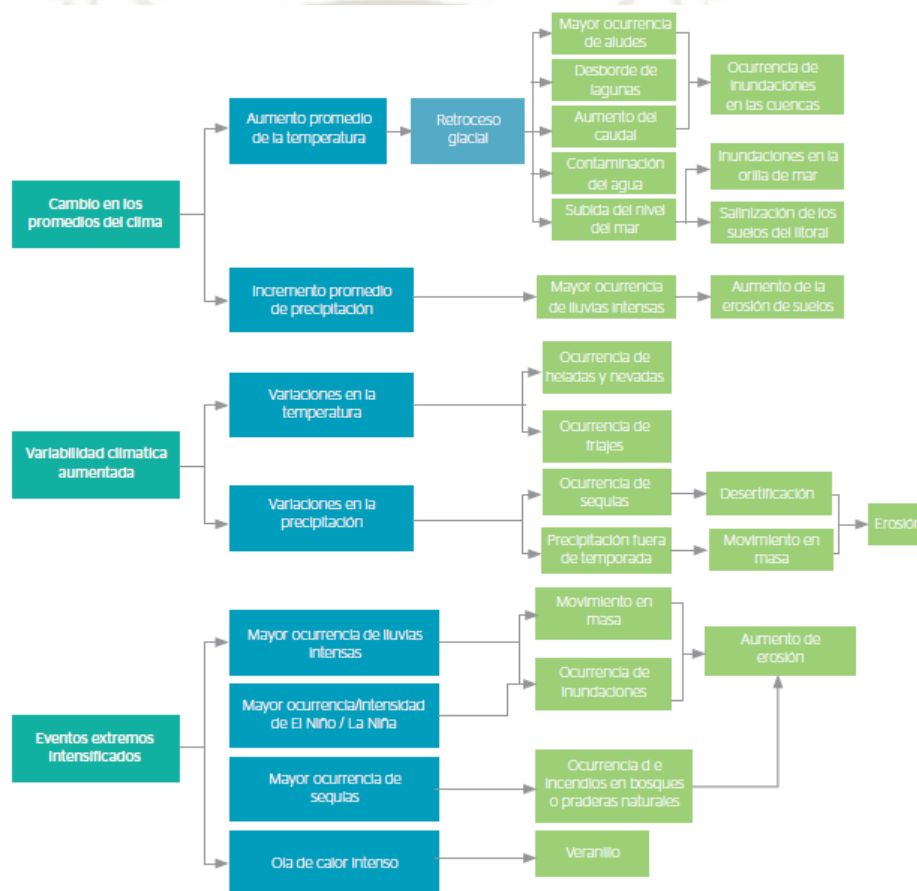 Cambio en los
promedios del clima
Aumento promedio
de la temperatura
Retroceso
glacial
Mayor ocurrencia
de aludes
Desborde de
lagunas
Aumento del
caudal
Contaminación
del agua
Subida del nivel
del mar
Ocurrencia de
inundaciones
en las cuencas
Inundaciones en la
orilla de mar
Salinización de los
suelos del litoral
Incremento promedio
de precipitación
Mayor ocurrencia
de lluvias intensas
Aumento de la
erosión de suelos
Variabilidad climatica
aumentada
Variaciones en la
temperatura
Ocurrencia de
heladas y nevadas
Ocurrencia de
friajes
Variaciones en la
precipitación
Ocurrencia de
sequías
Desertificación
Precipitación fuera
de temporada
Movimiento en
masa
Erosión
Eventos extremos
intensificados
Mayor ocurrencia de lluvias
intensas
Mayor ocurrencia/intensidad
de El Niño / La Niña
Movimiento en
masa
Ocurrencia de
inundaciones
Aumento de
erosión
Mayor ocurrencia de
sequías
Ocurrencia d e
incendios en bosques
o praderas naturales
Ola de calor intenso
Veranillo